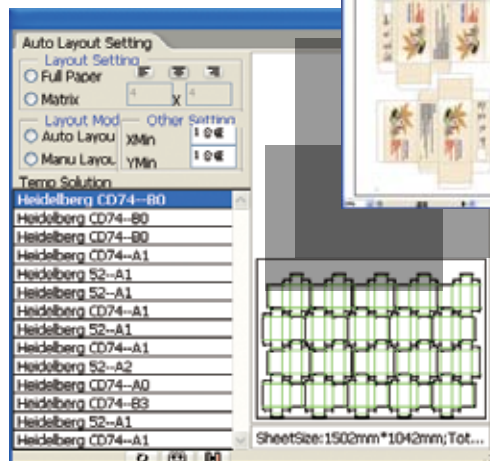 Auto Layout Setting
Layout Setting
Full Paper
Matrix
4 X 4
Layout Mod
Other Setting
Auto Layou
XMin
Manu Layou
YMin
Temp Solution
Heidelberg CD74--B0
Heidelberg CD74--B0
Heidelberg CD74--B0
Heidelberg CD74--A1
Heidelberg 52--A1
Heidelberg 52--A1
Heidelberg CD74--A1
Heidelberg 52--A1
Heidelberg CD74--A1
Heidelberg 52--A2
Heidelberg CD74--A0
Heidelberg CD74--B3
Heidelberg 52--A1
Heidelberg CD74--A1
SheetSize:1502mm*1042mm;Tot...